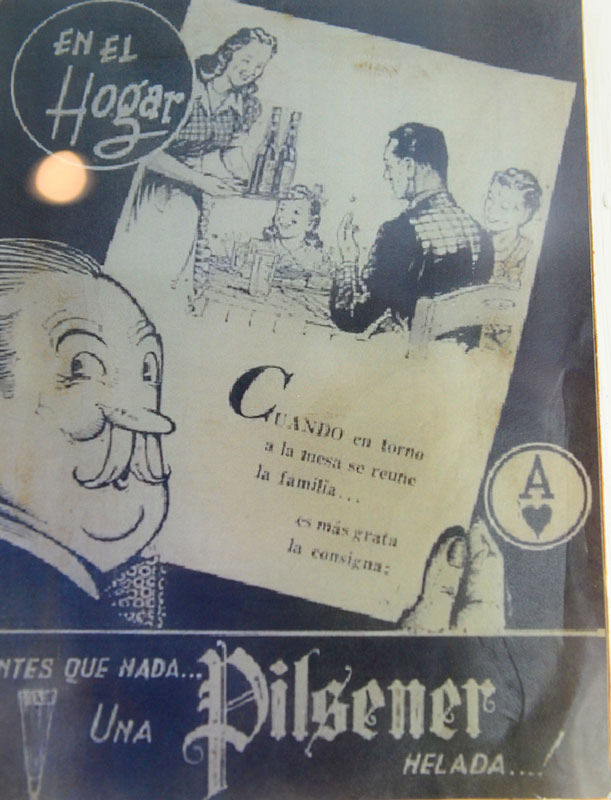 EN EL
Hogar
CUANDO en torno
a la mesa se reune
la familia...
es más grata
la consigna:
A
NTES QUE NADA...
UNA Pilsener
HELADA....!